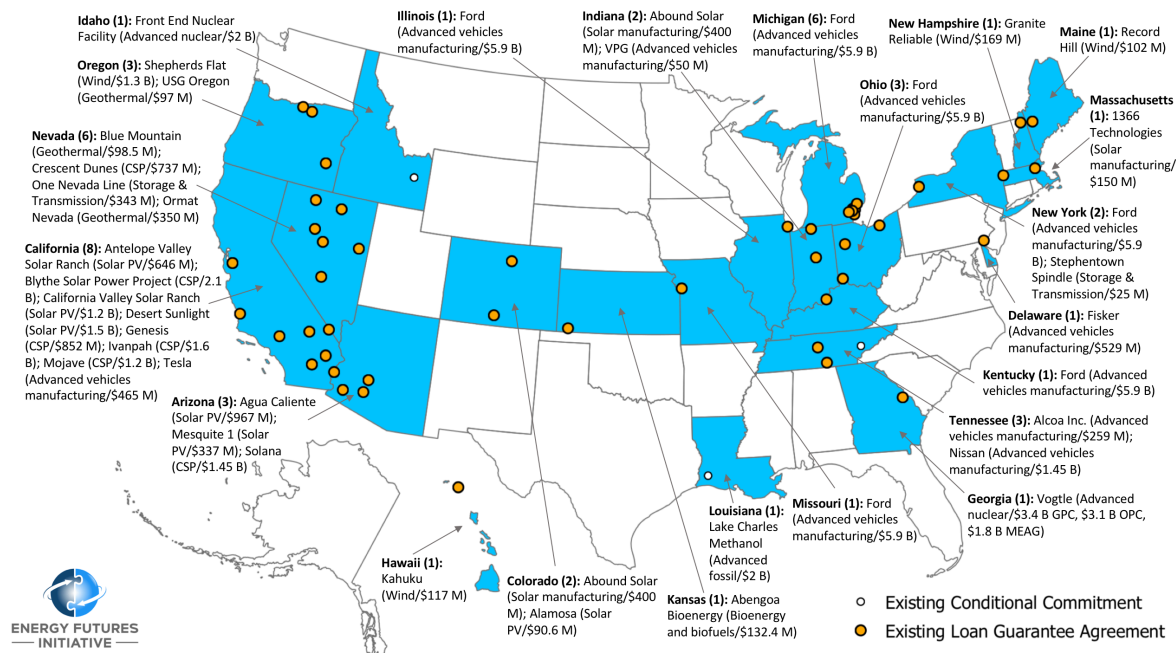 Idaho (1): Front End Nuclear
Facility (Advanced nuclear/$2 B)
Oregon (3): Shepherds Flat
(Wind/$1.3 B); USG Oregon
(Geothermal/$97 M)
Nevada (6): Blue Mountain
(Geothermal/$98.5 M);
Crescent Dunes (CSP/$737 M);
One Nevada Line (Storage &
Transmission/$343 M); Ormat
Nevada (Geothermal/$350 M)
California (8): Antelope Valley
Solar Ranch (Solar PV/$646 M);
Blythe Solar Power Project (CSP/2.1
B); California Valley Solar Ranch
(Solar PV/$1.2 B); Desert Sunlight
(Solar PV/$1.5 B); Genesis
(CSP/$852 M); Ivanpah (CSP/$1.6
B); Mojave (CSP/$1.2 B); Tesla
(Advanced vehicles
manufacturing/$465 M)
Arizona (3): Agua Caliente
(Solar PV/$967 M);
Mesquite 1 (Solar
PV/$337 M); Solana
(CSP/$1.45 B)
Illinois (1): Ford
(Advanced vehicles
manufacturing/$5.9 B)
Indiana (2): Abound Solar
(Solar manufacturing/$400
M); VPG (Advanced vehicles
manufacturing/$50 M)
Michigan (6): Ford
(Advanced vehicles
manufacturing/$5.9 B)
Ohio (3): Ford
(Advanced vehicles
manufacturing/$5.9 B)
New Hampshire (1): Granite
Reliable (Wind/$169 M)
Maine (1): Record
Hill (Wind/$102 M)
Massachusetts
(1): 1366
Technologies
(Solar
manufacturing/
$150 M)
New York (2): Ford
(Advanced vehicles
manufacturing/$5.9
B); Stephentown
Spindle (Storage &
Transmission/$25 M)
Delaware (1): Fisker
(Advanced vehicles
manufacturing/
$529 M)
Kentucky (1): Ford (Advanced
vehicles manufacturing/$5.9 B)
Tennessee (3): Alcoa Inc. (Advanced
vehicles manufacturing/$259 M);
Nissan (Advanced vehicles
manufacturing/$1.45 B)
Georgia (1): Vogtle (Advanced
nuclear/$3.4 B GPC, $3.1 B OPC,
$1.8 B MEAG)
Missouri (1): Ford
(Advanced vehicles
manufacturing/$5.9 B)
Louisiana (1):
Lake Charles
Methanol
(Advanced
fossil/$2 B)
Kansas (1): Abengoa
Bioenergy (Bioenergy
and biofuels/$132.4 M)
Colorado (2): Abound Solar
(Solar manufacturing/$400
M); Alamosa (Solar
PV/$90.6 M)
Hawaii (1):
Kahuku
(Wind/$117 M)
Existing Conditional Commitment
Existing Loan Guarantee Agreement
ENERGY FUTURES
INITIATIVE